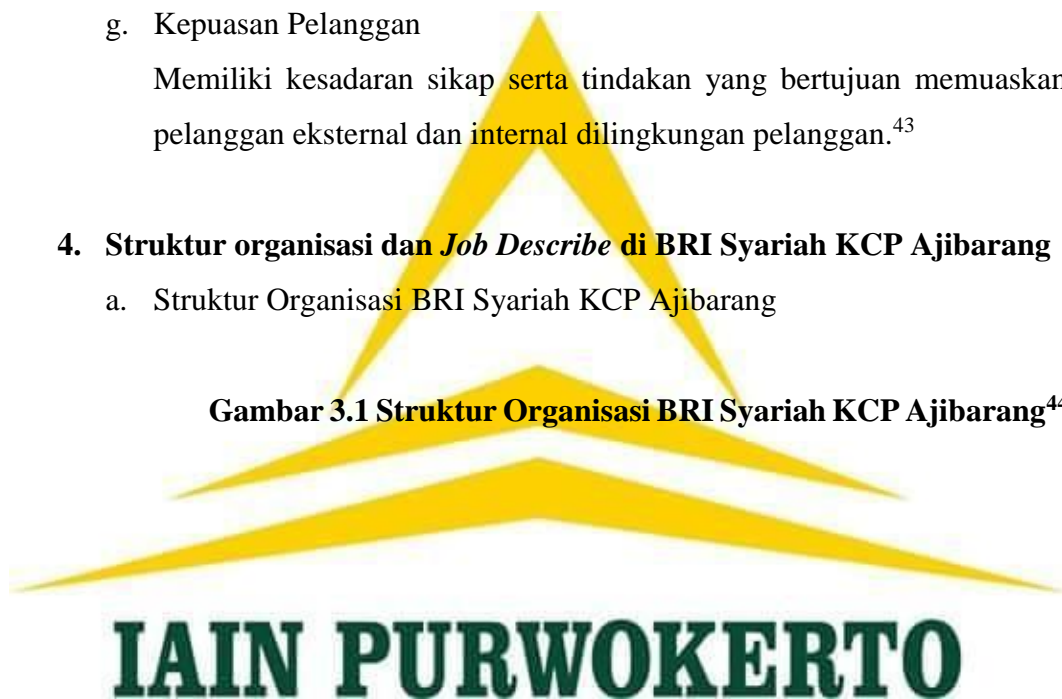 g. Kepuasan Pelanggan
Memiliki kesadaran sikap serta tindakan yang bertujuan memuaskan
pelanggan eksternal dan internal dilingkungan pelanggan.43
4. Struktur organisasi dan Job Describe di BRI Syariah KCP Ajibarang
a. Struktur Organisasi BRI Syariah KCP Ajibarang
Gambar 3.1 Struktur Organisasi BRI Syariah KCP Ajibarang44
IAIN PURWOKERTO